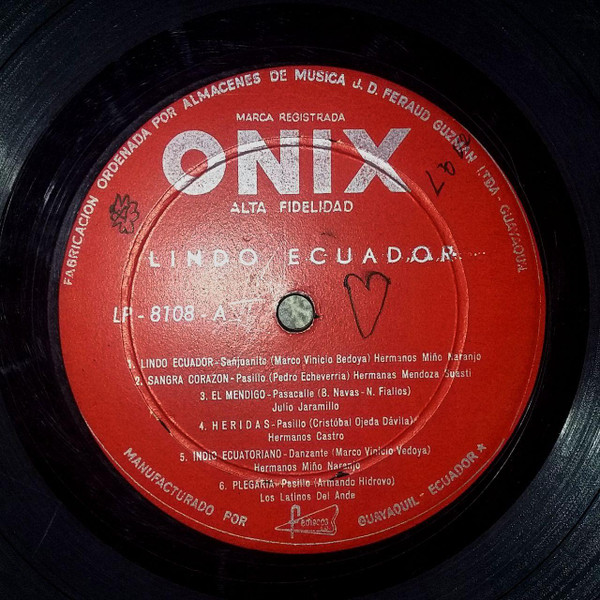 FABRICACION ORDENADA POR ALMACENES DE MUSICA J. D. FERAUD GUZMAN LTDA - GUAYAQUIL
MARCA REGISTRADA
ONIX
ALTA FIDELIDAD
LINDO ECUADOR
LP - 8108 - A
1. LINDO ECUADOR - Sanjuanito (Marco Vinicio Bedoya) Hermanos Miño Naranjo
2. SANGRA CORAZON - Pasillo (Pedro Echeverria) Hermanas Mendoza Suasti
3. EL MENDIGO - Pasacalle (B. Navas - N. Fiallos)
Julio Jaramillo
4. HERIDAS - Pasillo (Cristóbal Ojeda Dávila)
Hermanos Castro
5. INDIO ECUATORIANO - Danzante (Marco Vinicio Vedoya)
Hermanos Miño Naranjo
6. PLEGARIA - Pasillo (Armando Hidrovo)
Los Latinos Del Ande
MANUFACTURADO POR
GUAYAQUIL - ECUADOR